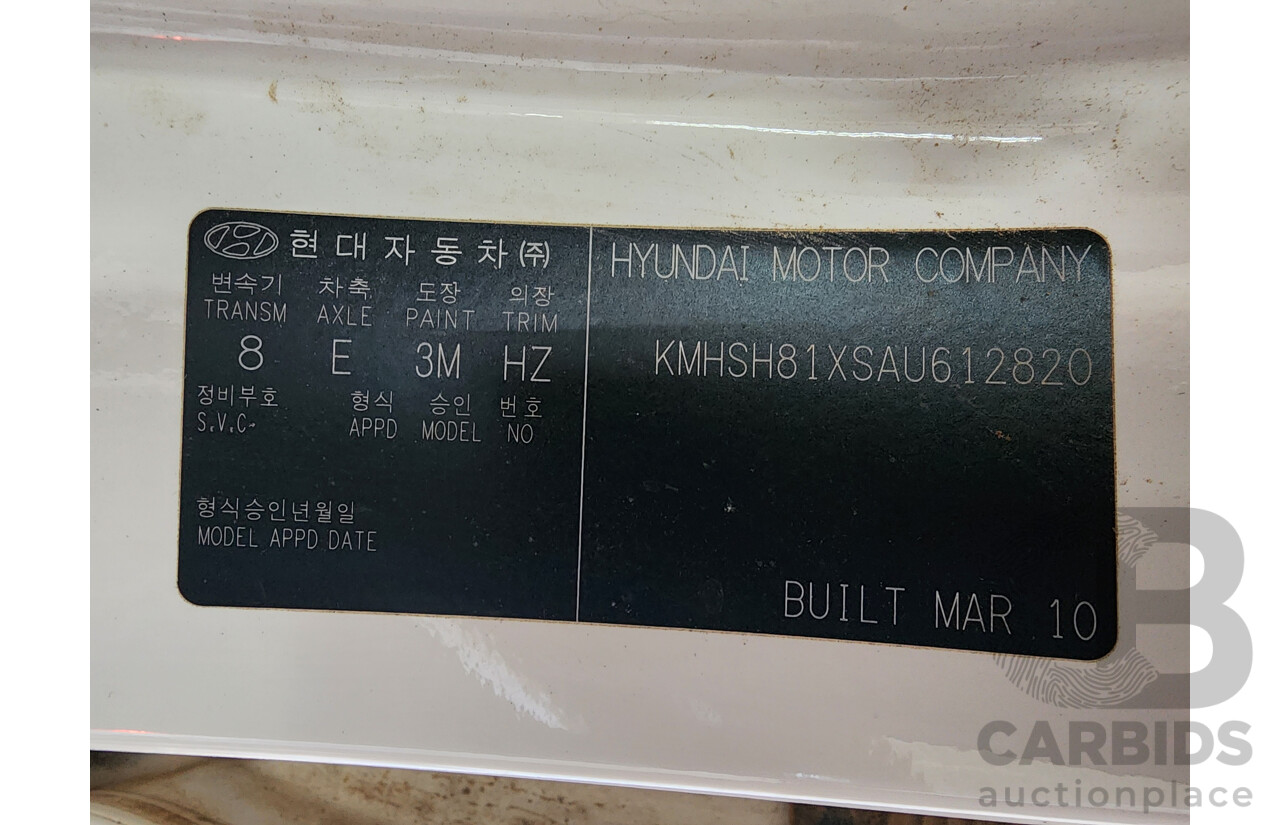 현대자동차(주)
변속기 차축 도장 의장
TRANSM AXLE PAINT TRIM
8 E 3M HZ
정비부호 형식 승인 번호
S.V.C. APPD MODEL NO
형식승인년월일
MODEL APPD DATE
HYUNDAI MOTOR COMPANY
KMHSH81XSAU612820
BUILT MAR 10
B
CARBIDS
auctionplace